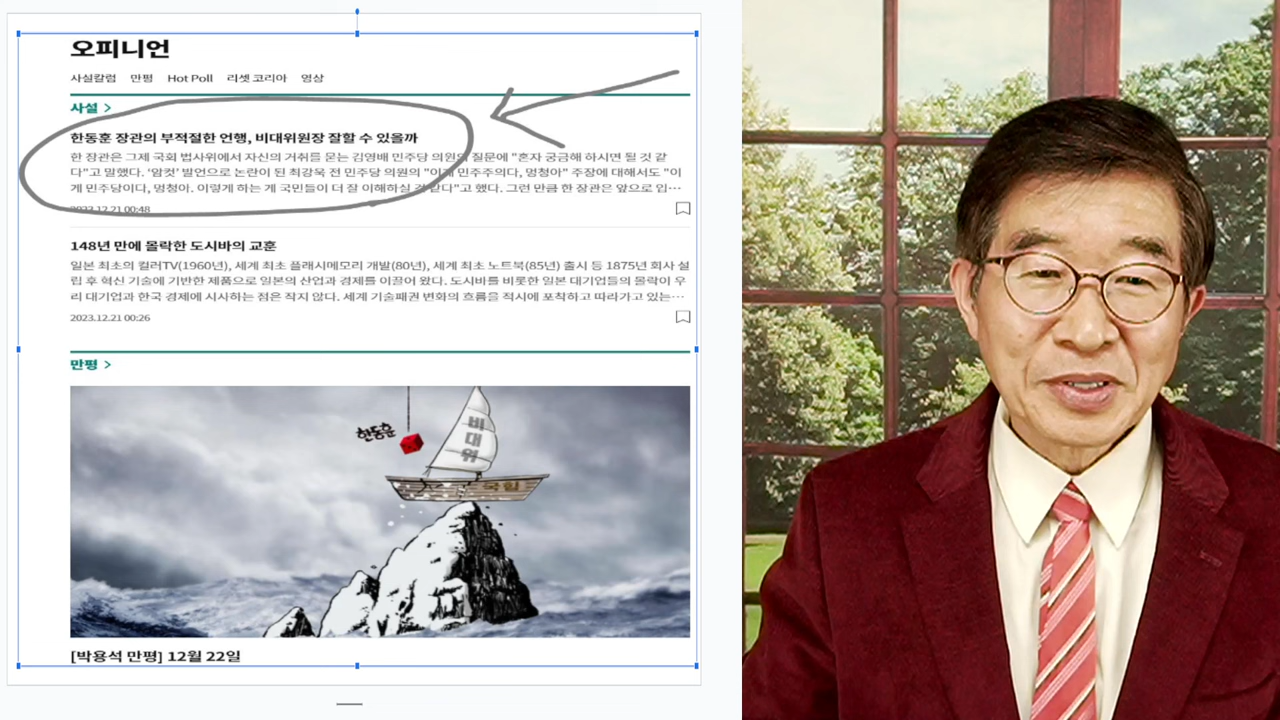 오피니언
사설칼럼 만평 Hot Poll 리셋 코리아 영상
사설 >
한동훈 장관의 부적절한 언행, 비대위원장 잘할 수 있을까
한 장관은 그제 국회 법사위에서 자신의 거취를 묻는 김영배 민주당 의원의 질문에 "혼자 궁금해 하시면 될 것 같
다"고 말했다. '암컷' 발언으로 논란이 된 최강욱 전 민주당 의원의 "이게 민주주의다, 멍청아" 주장에 대해서도 "이
게 민주당이다, 멍청아. 이렇게 하는 게 국민들이 더 잘 이해하실 것 같다"고 했다. 그런 만큼 한 장관은 앞으로 입…
2023.12.21 00:48
148년 만에 몰락한 도시바의 교훈
일본 최초의 컬러TV(1960년), 세계 최초 플래시메모리 개발(80년), 세계 최초 노트북(85년) 출시 등 1875년 회사 설
립 후 혁신 기술에 기반한 제품으로 일본의 산업과 경제를 이끌어 왔다. 도시바를 비롯한 일본 대기업들의 몰락이 우
리 대기업과 한국 경제에 시사하는 점은 작지 않다. 세계 기술패권 변화의 흐름을 적시에 포착하고 따라가고 있는…
2023.12.21 00:26
만평 >
한동훈
비대위
국힘
[박용석 만평] 12월 22일